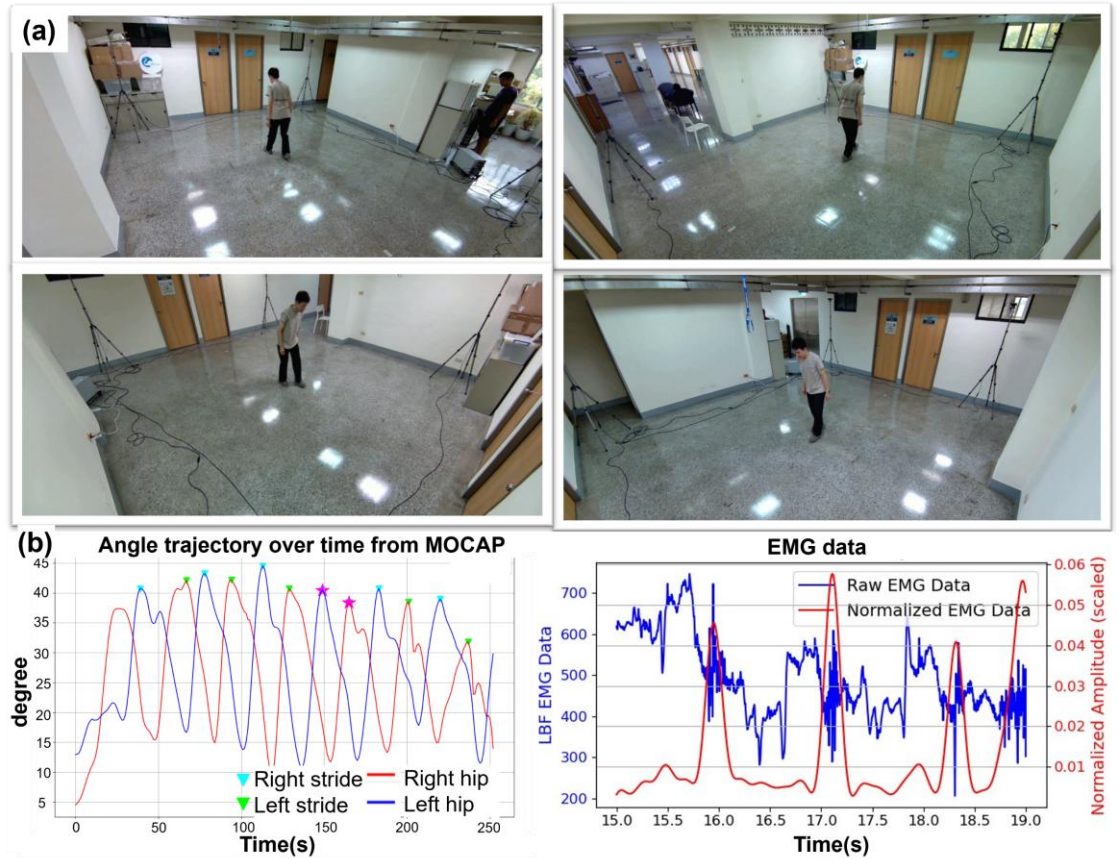 (a)
(b)
Angle trajectory over time from MOCAP
degree
45
40
35
30
25
20
15
10
5
0
50
100
150
200
250
Right stride
Right hip
Left stride
Left hip
Time(s)
EMG data
LBF EMG Data
700
600
500
400
300
200
Raw EMG Data
Normalized EMG Data
0.06
0.05
0.04
0.03
0.02
0.01
Normalized Amplitude (scaled)
15.0
15.5
16.0
16.5
17.0
17.5
18.0
18.5
19.0
Time(s)